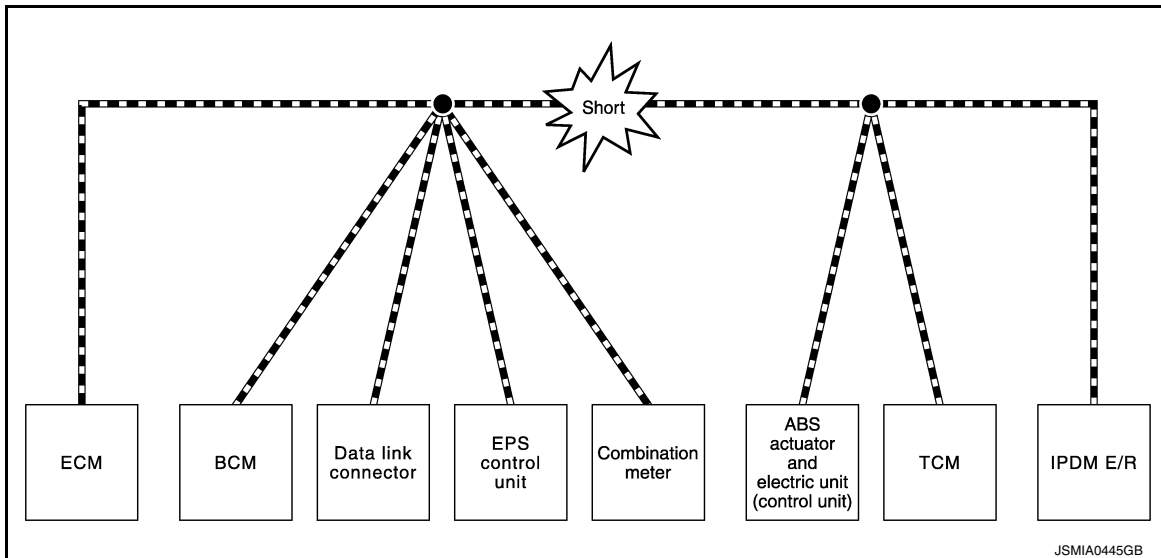 Short
ECM
BCM
Data link
connector
EPS
control
unit
Combination
meter
ABS
actuator
and
electric unit
(control unit)
TCM
IPDM E/R
JSMIA0445GB